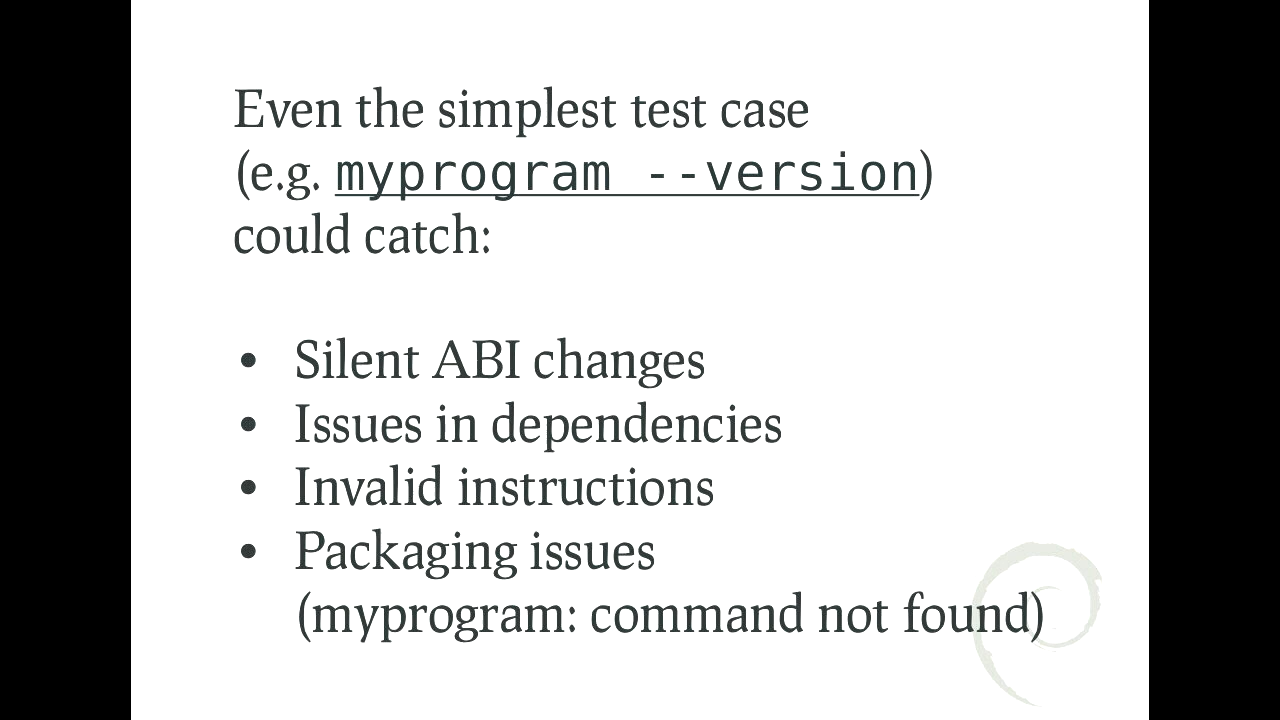 Even the simplest test case
(e.g. myprogram --version)
could catch:
• Silent ABI changes
• Issues in dependencies
• Invalid instructions
• Packaging issues
(myprogram: command not found)